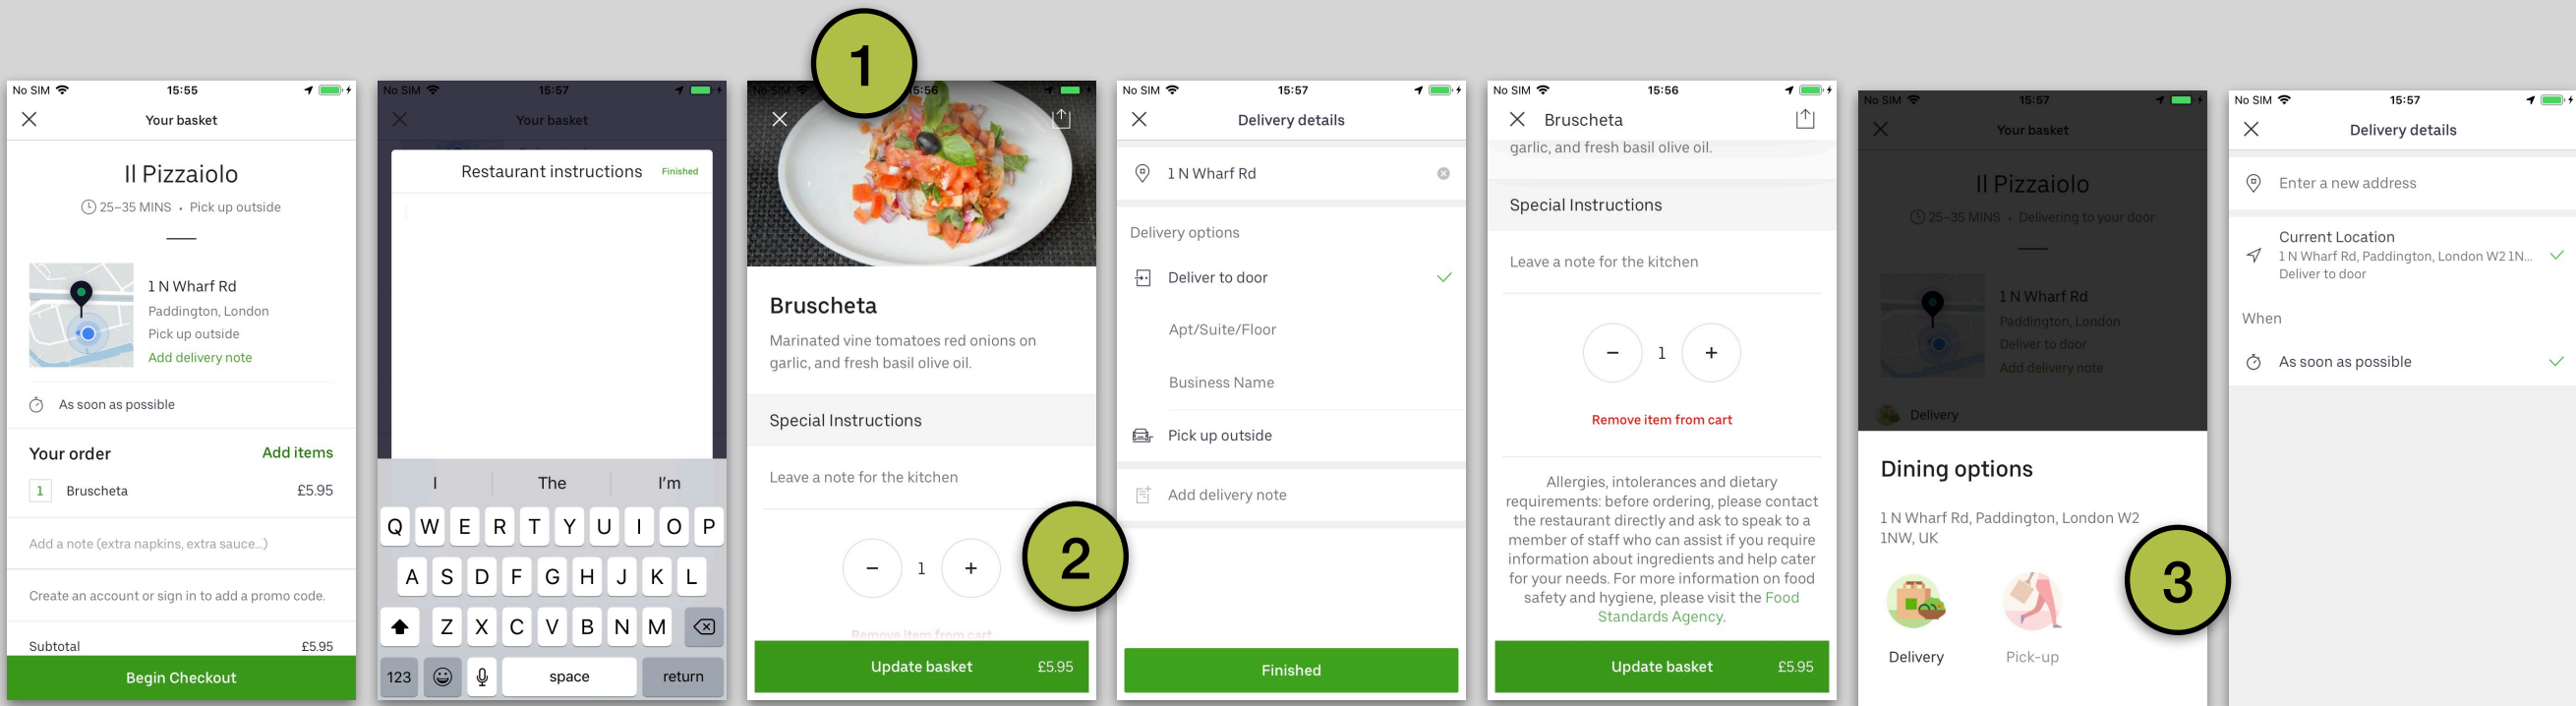 1
No SIM 15:55
Your basket
Il Pizzaiolo
25–35 MINS • Pick up outside
1 N Wharf Rd
Paddington, London
Pick up outside
Add delivery note
As soon as possible
Your order Add items
1 Bruscheta £5.95
Add a note (extra napkins, extra sauce...)
Create an account or sign in to add a promo code.
Subtotal £5.95
Begin Checkout
No SIM 15:57
Your basket
Restaurant instructions Finished
I The I'm
Q W E R T Y U I O P
A S D F G H J K L
Z X C V B N M
123 space return
5:56
Bruscheta
Marinated vine tomatoes red onions on
garlic, and fresh basil olive oil.
Special Instructions
Leave a note for the kitchen
− 1 +
Remove item from cart
Update basket £5.95
2
No SIM 15:57
Delivery details
1 N Wharf Rd
Delivery options
Deliver to door
Apt/Suite/Floor
Business Name
Pick up outside
Add delivery note
Finished
No SIM 15:56
Bruscheta
garlic, and fresh basil olive oil.
Special Instructions
Leave a note for the kitchen
− 1 +
Remove item from cart
Allergies, intolerances and dietary
requirements: before ordering, please contact
the restaurant directly and ask to speak to a
member of staff who can assist if you require
information about ingredients and help cater
for your needs. For more information on food
safety and hygiene, please visit the Food
Standards Agency.
Update basket £5.95
No SIM 15:57
Your basket
Il Pizzaiolo
25–35 MINS • Delivering to your door
1 N Wharf Rd
Paddington, London
Deliver to door
Add delivery note
Delivery
Dining options
1 N Wharf Rd, Paddington, London W2
1NW, UK
Delivery Pick-up
3
No SIM 15:57
Delivery details
Enter a new address
Current Location
1 N Wharf Rd, Paddington, London W2 1N...
Deliver to door
When
As soon as possible